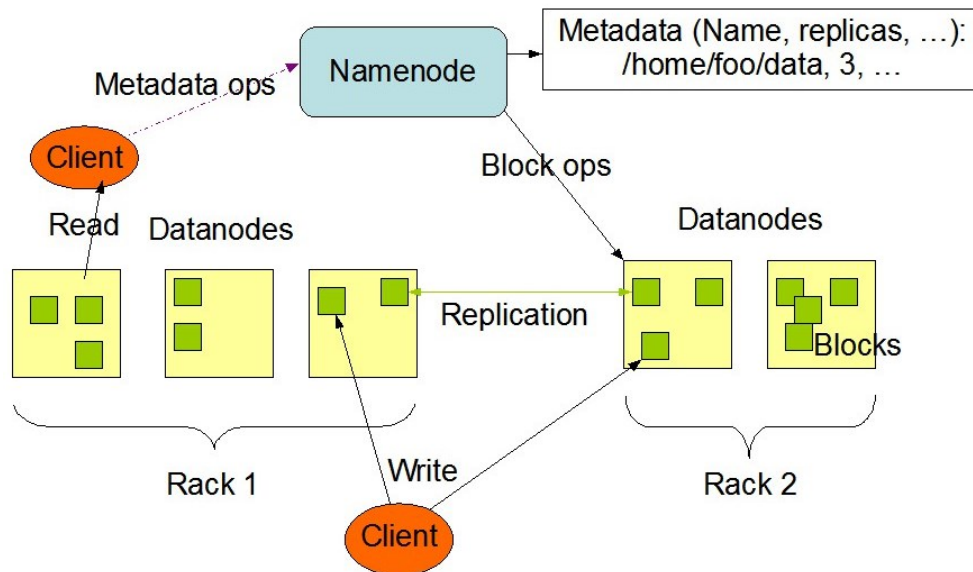 Metadata (Name, replicas, …):
/home/foo/data, 3, …
Namenode
Metadata ops
Client
Block ops
Read
Datanodes
Datanodes
Replication
Blocks
Rack 1
Write
Rack 2
Client